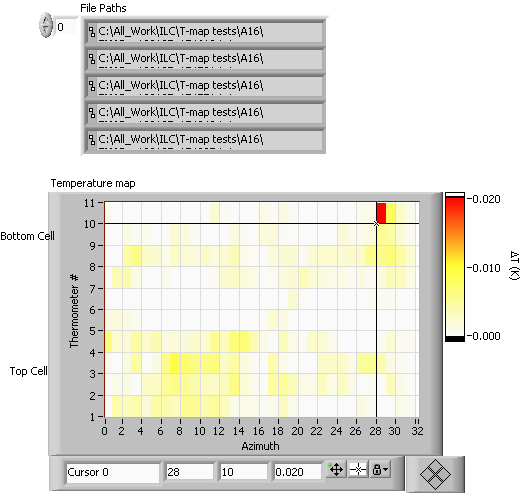 File Paths
0
C:\All_Work\ILC\T-map tests\A16\
C:\All_Work\ILC\T-map tests\A16\
C:\All_Work\ILC\T-map tests\A16\
C:\All_Work\ILC\T-map tests\A16\
C:\All_Work\ILC\T-map tests\A16\
Temperature map
11
10
9
8
7
6
5
4
3
2
1
Bottom Cell
Top Cell
Thermometer #
0 2 4 6 8 10 12 14 16 18 20 22 24 26 28 30 32
Azimuth
-0.020
-0.010
-0.000
ΔT (K)
Cursor 0 28 10 0.020